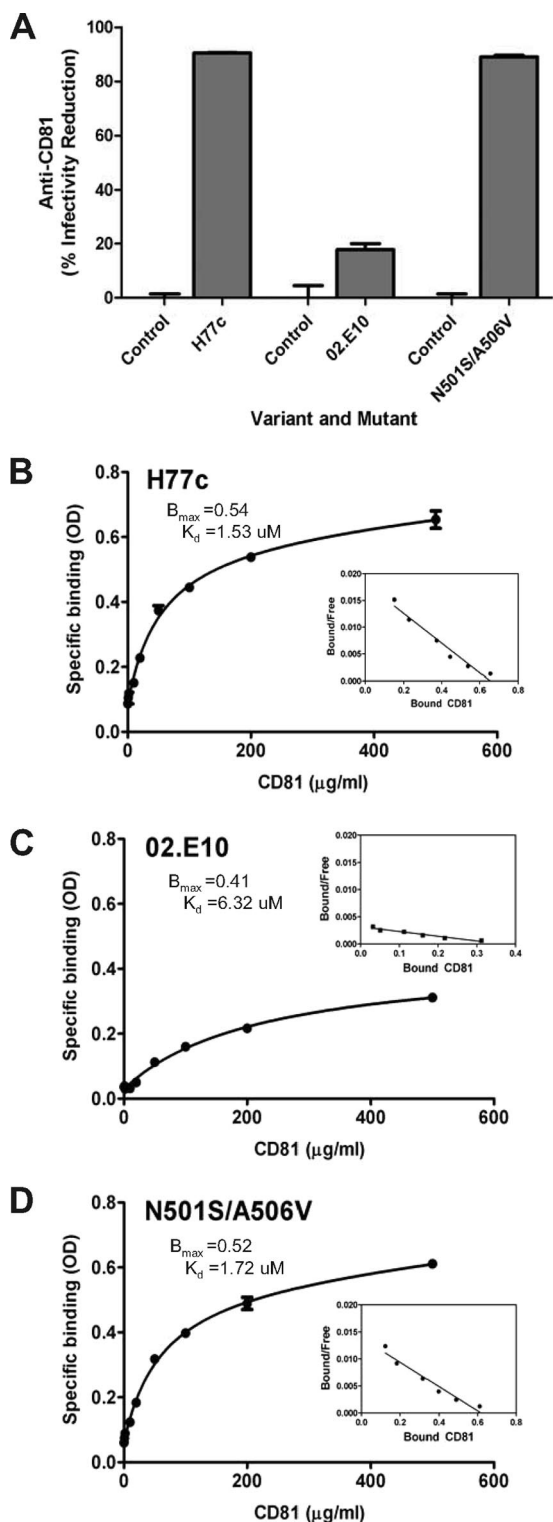 A
Anti-CD81
(% Infectivity Reduction)
100
80
60
40
20
0
Control
H77c
Control
02.E10
Control
N501S/A506V
Variant and Mutant
B
H77c
Bmax=0.54
Kd =1.53 uM
Specific binding (OD)
0.8
0.6
0.4
0.2
0.0
0
200
400
600
CD81 (μg/ml)
Bound/Free
0.020
0.015
0.010
0.005
0.000
0.0
0.2
0.4
0.6
0.8
Bound CD81
C
02.E10
Bmax=0.41
Kd =6.32 uM
Specific binding (OD)
0.8
0.6
0.4
0.2
0.0
0
200
400
600
CD81 (μg/ml)
Bound/Free
0.020
0.015
0.010
0.005
0.000
0.0
0.1
0.2
0.3
0.4
Bound CD81
D
N501S/A506V
Bmax=0.52
Kd =1.72 uM
Specific binding (OD)
0.8
0.6
0.4
0.2
0.0
0
200
400
600
CD81 (μg/ml)
Bound/Free
0.020
0.015
0.010
0.005
0.000
0.0
0.2
0.4
0.6
0.8
Bound CD81